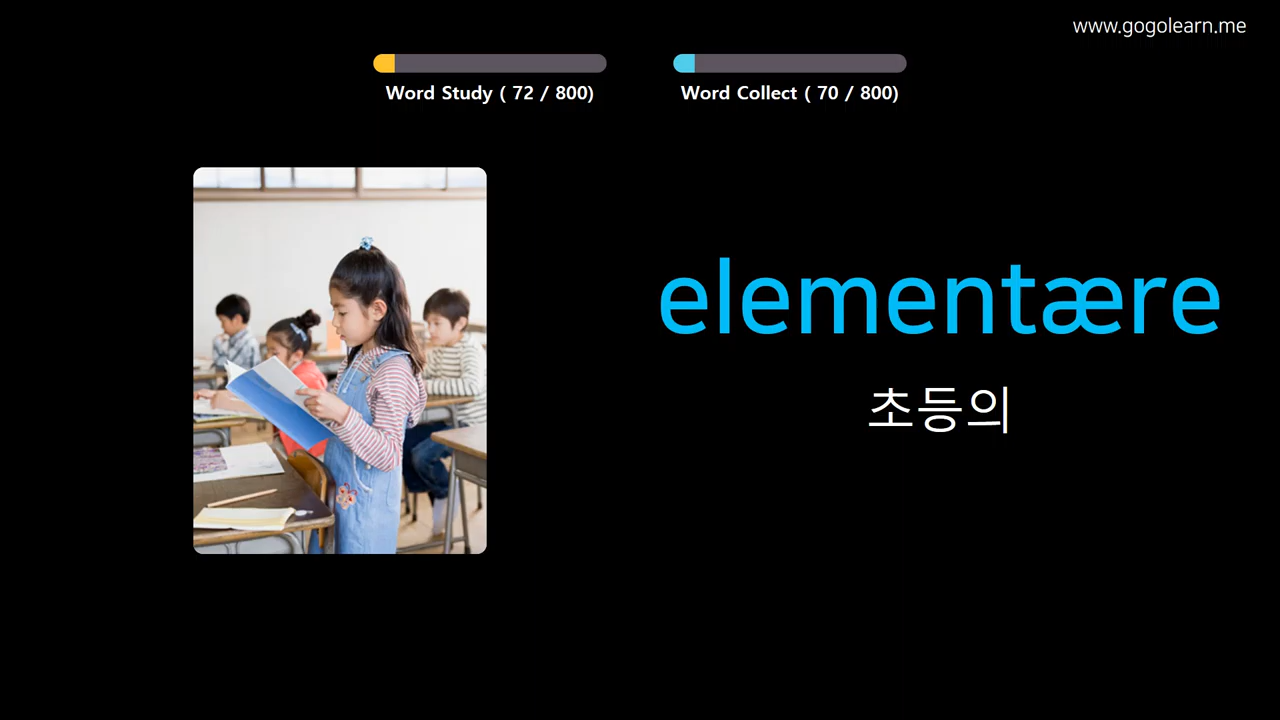 www.gogolearn.me
Word Study ( 72 / 800)
Word Collect ( 70 / 800)
elementære
초등의